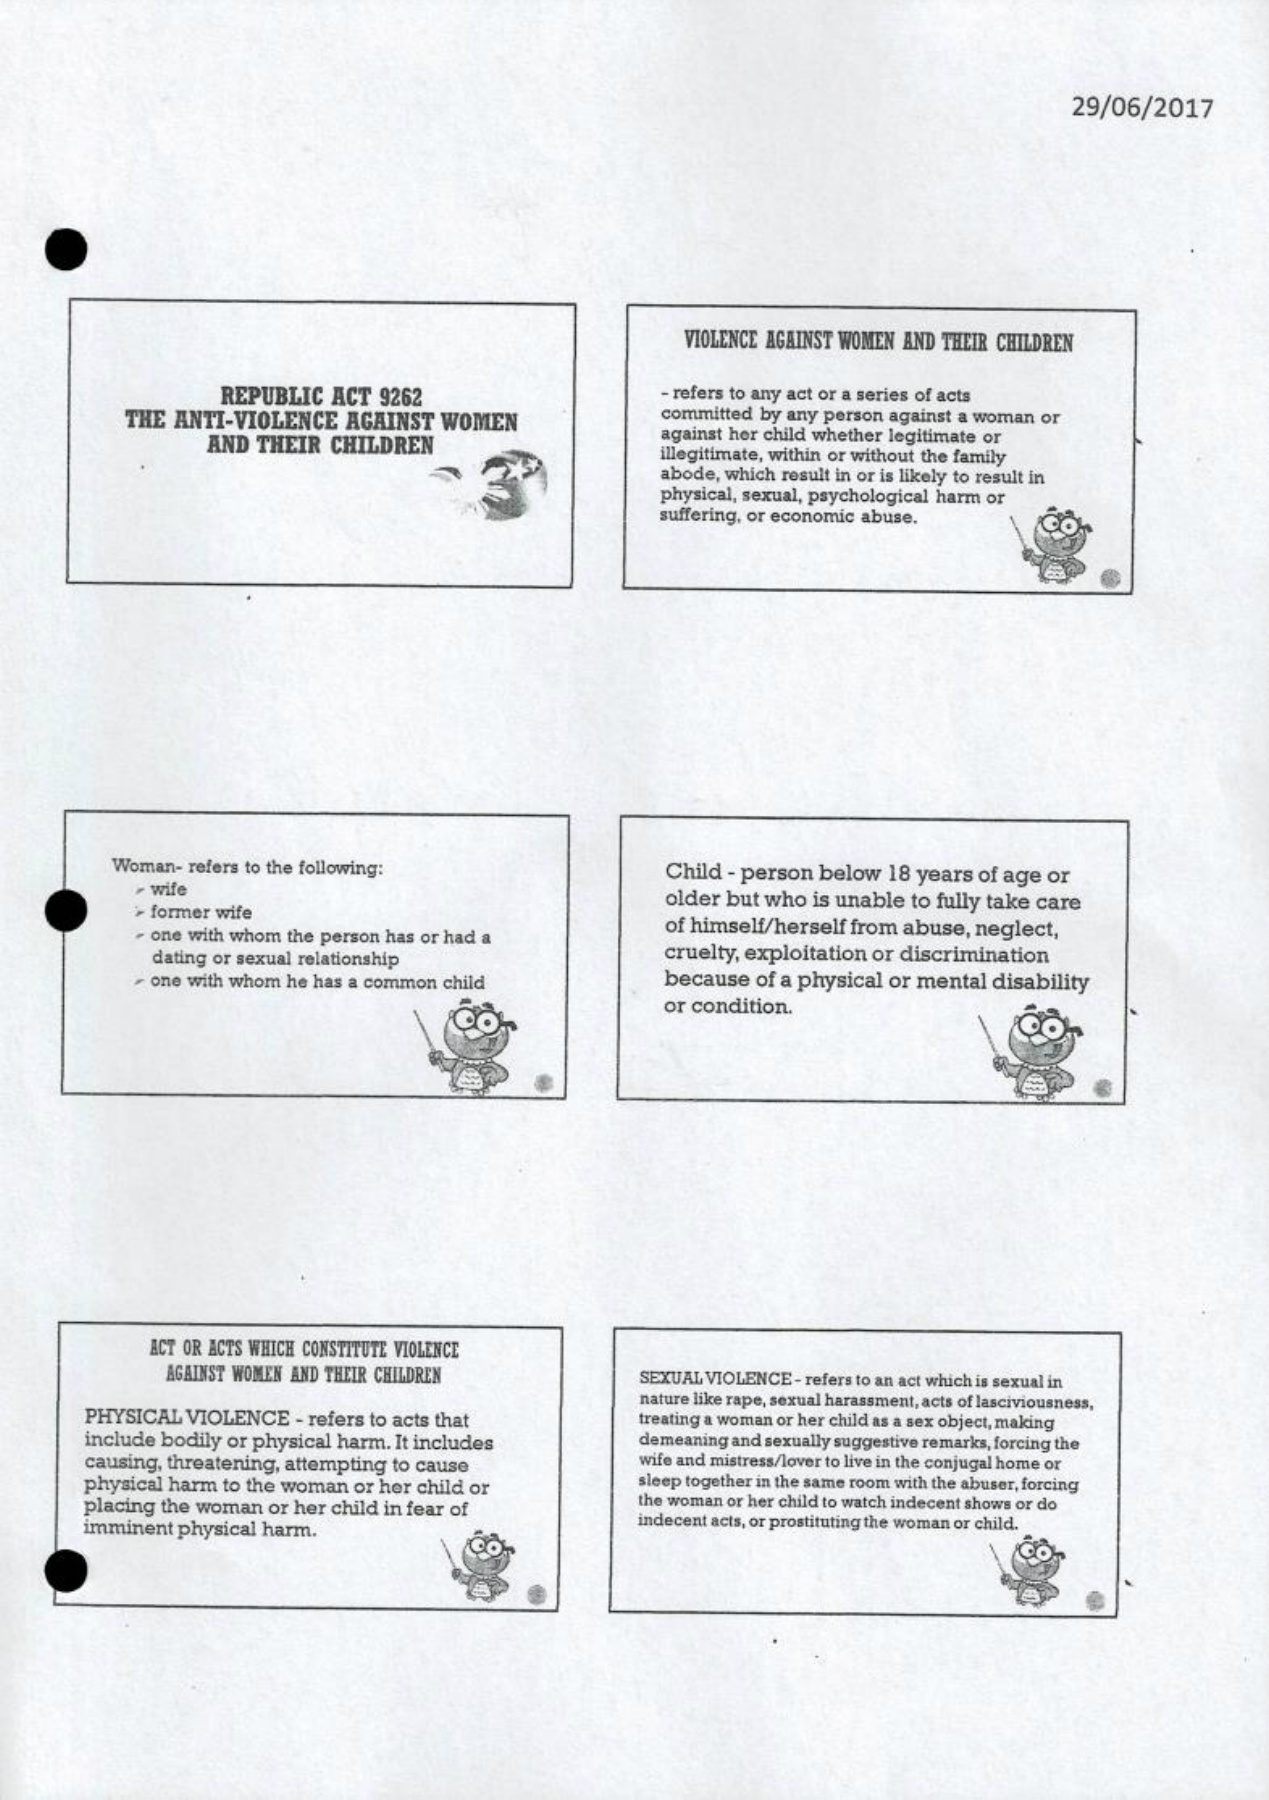 29/06/2017
REPUBLIC ACT 9262
THE ANTI-VIOLENCE AGAINST WOMEN
AND THEIR CHILDREN
VIOLENCE AGAINST WOMEN AND THEIR CHILDREN
- refers to any act or a series of acts
committed by any person against a woman or
against her child whether legitimate or
illegitimate, within or without the family
abode, which result in or is likely to result in
physical, sexual, psychological harm or
suffering, or economic abuse.
Woman- refers to the following:
➢ wife
➢ former wife
➢ one with whom the person has or had a
dating or sexual relationship
➢ one with whom he has a common child
Child - person below 18 years of age or
older but who is unable to fully take care
of himself/herself from abuse, neglect,
cruelty, exploitation or discrimination
because of a physical or mental disability
or condition.
ACT OR ACTS WHICH CONSTITUTE VIOLENCE
AGAINST WOMEN AND THEIR CHILDREN
PHYSICAL VIOLENCE - refers to acts that
include bodily or physical harm. It includes
causing, threatening, attempting to cause
physical harm to the woman or her child or
placing the woman or her child in fear of
imminent physical harm.
SEXUAL VIOLENCE - refers to an act which is sexual in
nature like rape, sexual harassment, acts of lasciviousness,
treating a woman or her child as a sex object, making
demeaning and sexually suggestive remarks, forcing the
wife and mistress/lover to live in the conjugal home or
sleep together in the same room with the abuser, forcing
the woman or her child to watch indecent shows or do
indecent acts, or prostituting the woman or child.